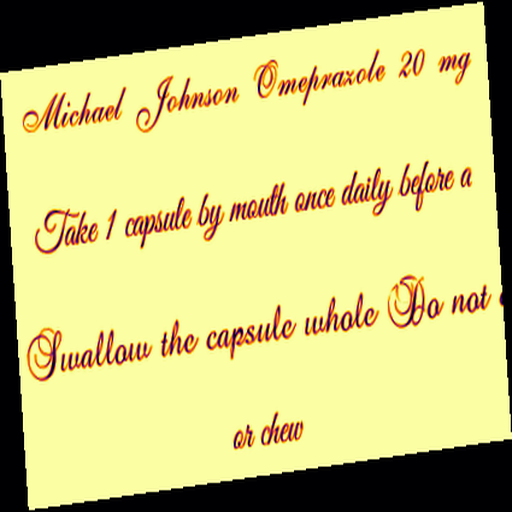 Michael Johnson Omeprazole 20 mg
Take 1 capsule by mouth once daily before a
Swallow the capsule whole Do not
or chew